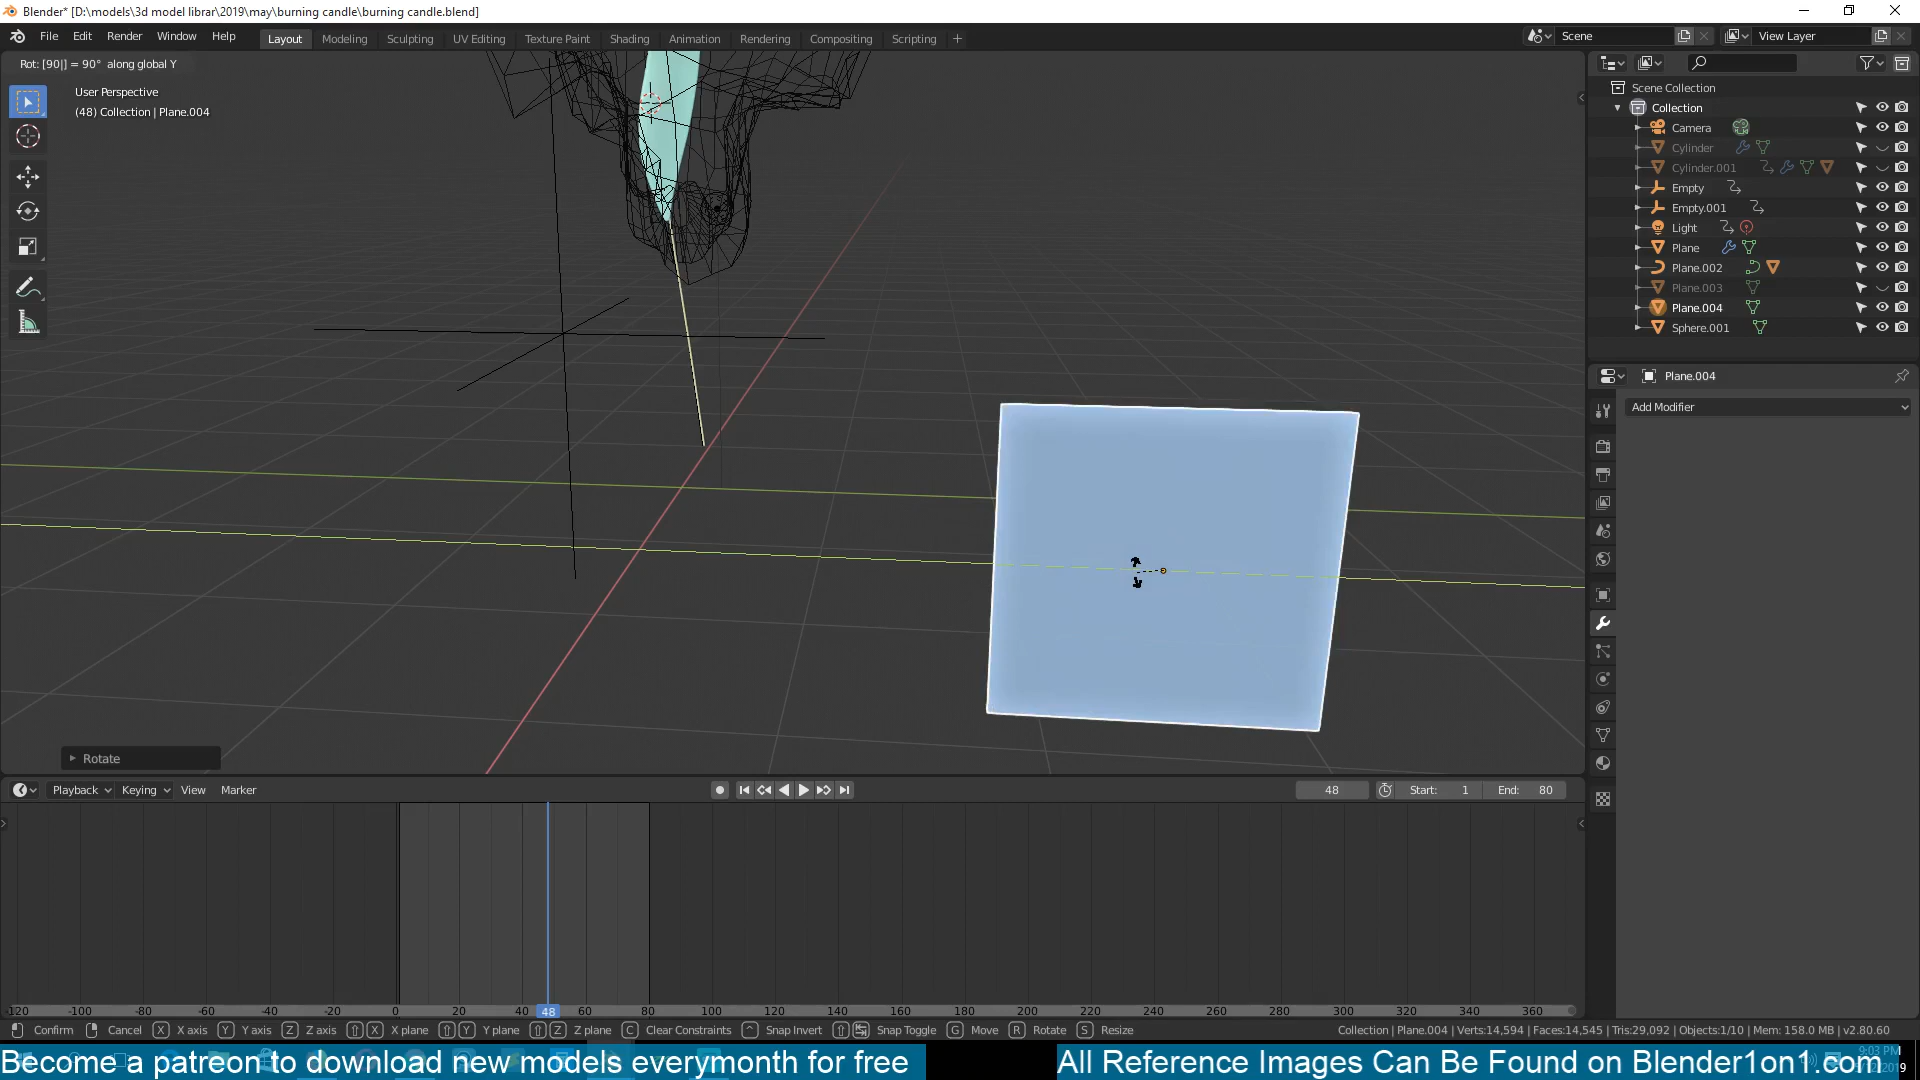 Blender* [D:\models\3d model librar\2019\may\burning candle\burning candle.blend]
File Edit Render Window Help Layout Modeling Sculpting UV Editing Texture Paint Shading Animation Rendering Compositing Scripting + Scene View Layer
Rot: [90|] = 90° along global Y
User Perspective
(48) Collection | Plane.004
Scene Collection
Collection
Camera
Cylinder
Cylinder.001
Empty
Empty.001
Light
Plane
Plane.002
Plane.003
Plane.004
Sphere.001
Plane.004
Add Modifier
Rotate
Playback Keying View Marker 48 Start: 1 End: 80
-120 -100 -80 -60 -40 -20 0 20 40 48 60 80 100 120 140 160 180 200 220 240 260 280 300 320 340 360
Confirm Cancel X X axis Y Y axis Z Z axis X X plane Y Y plane Z Z plane C Clear Constraints Snap Invert Snap Toggle G Move R Rotate S Resize Collection | Plane.004 | Verts:14,594 | Faces:14,545 | Tris:29,092 | Objects:1/10 | Mem: 158.0 MB | v2.80.60
Become a patreon to download new models everymonth for free
All Reference Images Can Be Found on Blender1on1.com
9:03 PM